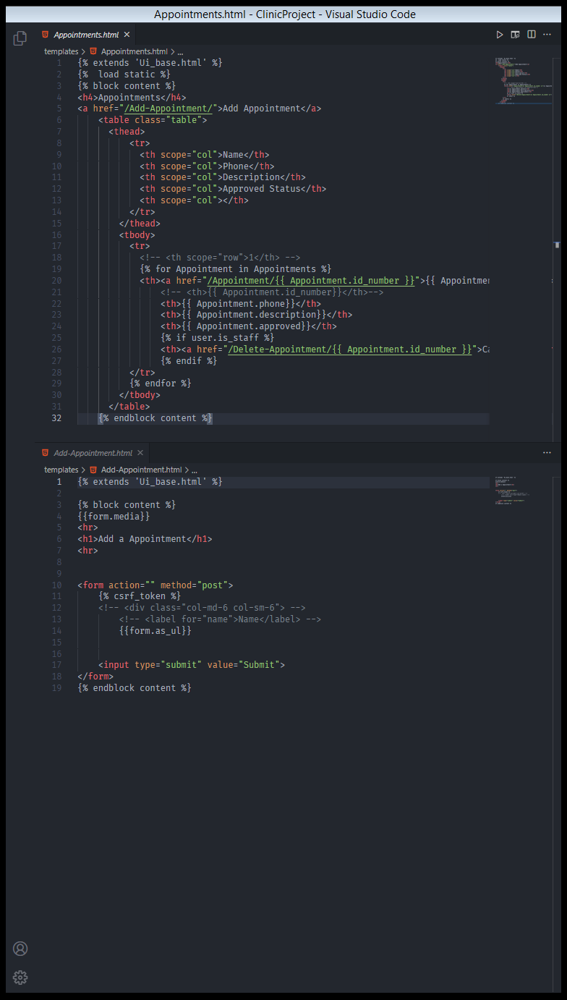 Appointments.html - ClinicProject - Visual Studio Code
Appointments.html
templates > Appointments.html > ...
1 {% extends 'Ui_base.html' %}
2 {%  load static %}
3 {% block content %}
4 <h4>Appointments</h4>
5 <a href="/Add-Appointment/">Add Appointment</a>
6 <table class="table">
7 <thead>
8 <tr>
9 <th scope="col">Name</th>
10 <th scope="col">Phone</th>
11 <th scope="col">Description</th>
12 <th scope="col">Approved Status</th>
13 <th scope="col"></th>
14 </tr>
15 </thead>
16 <tbody>
17 <tr>
18 <!-- <th scope="row">1</th> -->
19 {% for Appointment in Appointments %}
20 <th><a href="/Appointment/{{ Appointment.id_number }}">{{ Appointmen
21 <!-- <th>{{ Appointment.id_number}}</th>-->
22 <th>{{ Appointment.phone}}</th>
23 <th>{{ Appointment.description}}</th>
24 <th>{{ Appointment.approved}}</th>
25 {% if user.is_staff %}
26 <th><a href="/Delete-Appointment/{{ Appointment.id_number }}">Ca
27 {% endif %}
28 </tr>
29 {% endfor %}
30 </tbody>
31 </table>
32 {% endblock content %}
Add-Appointment.html
templates > Add-Appointment.html > ...
1 {% extends 'Ui_base.html' %}
2
3 {% block content %}
4 {{form.media}}
5 <hr>
6 <h1>Add a Appointment</h1>
7 <hr>
8
9
10 <form action="" method="post">
11 {% csrf_token %}
12 <!-- <div class="col-md-6 col-sm-6"> -->
13 <!-- <label for="name">Name</label> -->
14 {{form.as_ul}}
15
16
17 <input type="submit" value="Submit">
18 </form>
19 {% endblock content %}